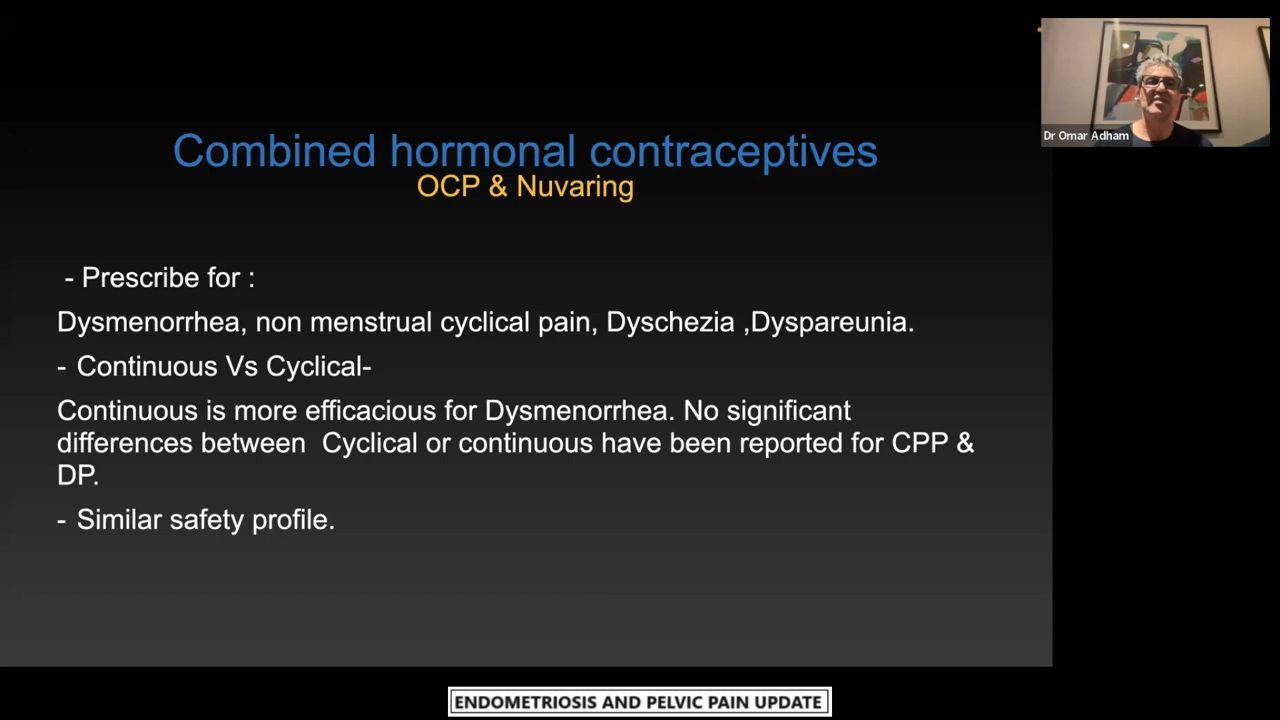 Dr Omar Adham
Combined hormonal contraceptives
OCP & Nuvaring
- Prescribe for :
Dysmenorrhea, non menstrual cyclical pain, Dyschezia ,Dyspareunia.
- Continuous Vs Cyclical-
Continuous is more efficacious for Dysmenorrhea. No significant
differences between  Cyclical or continuous have been reported for CPP &
DP.
- Similar safety profile.
ENDOMETRIOSIS AND PELVIC PAIN UPDATE